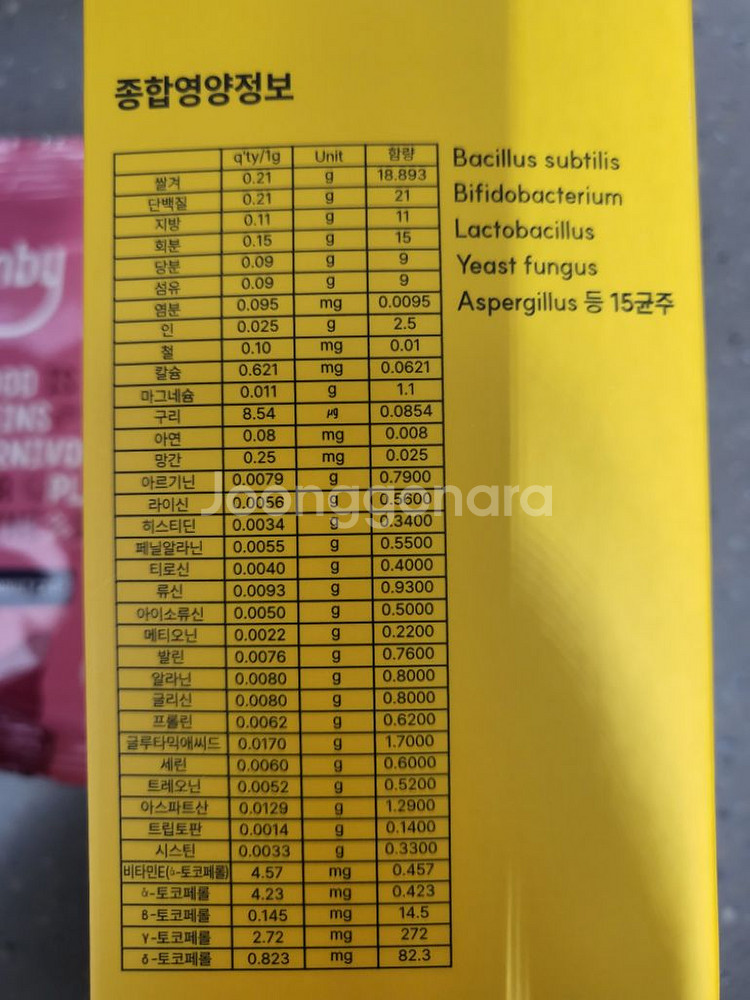 종합영양정보
q'ty/1g Unit 함량
쌀겨 0.21 g 18.893
단백질 0.21 g 21
지방 0.11 g 11
회분 0.15 g 15
당분 0.09 g 9
섬유 0.09 g 9
염분 0.095 mg 0.0095
인 0.025 g 2.5
철 0.10 mg 0.01
칼슘 0.621 mg 0.0621
마그네슘 0.011 g 1.1
구리 8.54 μg 0.0854
아연 0.08 mg 0.008
망간 0.25 mg 0.025
아르기닌 0.0079 g 0.7900
라이신 0.0056 g 0.5600
히스티딘 0.0034 g 0.3400
페닐알라닌 0.0055 g 0.5500
티로신 0.0040 g 0.4000
류신 0.0093 g 0.9300
아이소류신 0.0050 g 0.5000
메티오닌 0.0022 g 0.2200
발린 0.0076 g 0.7600
알라닌 0.0080 g 0.8000
글리신 0.0080 g 0.8000
프롤린 0.0062 g 0.6200
글루타믹애씨드 0.0170 g 1.7000
세린 0.0060 g 0.6000
트레오닌 0.0052 g 0.5200
아스파트산 0.0129 g 1.2900
트립토판 0.0014 g 0.1400
시스틴 0.0033 g 0.3300
비타민E(-토코페롤) 4.57 mg 0.457
-토코페롤 4.23 mg 0.423
β-토코페롤 0.145 mg 14.5
γ-토코페롤 2.72 mg 272
δ-토코페롤 0.823 mg 82.3
Bacillus subtilis
Bifidobacterium
Lactobacillus
Yeast fungus
Aspergillus 등 15균주
Joonggonara